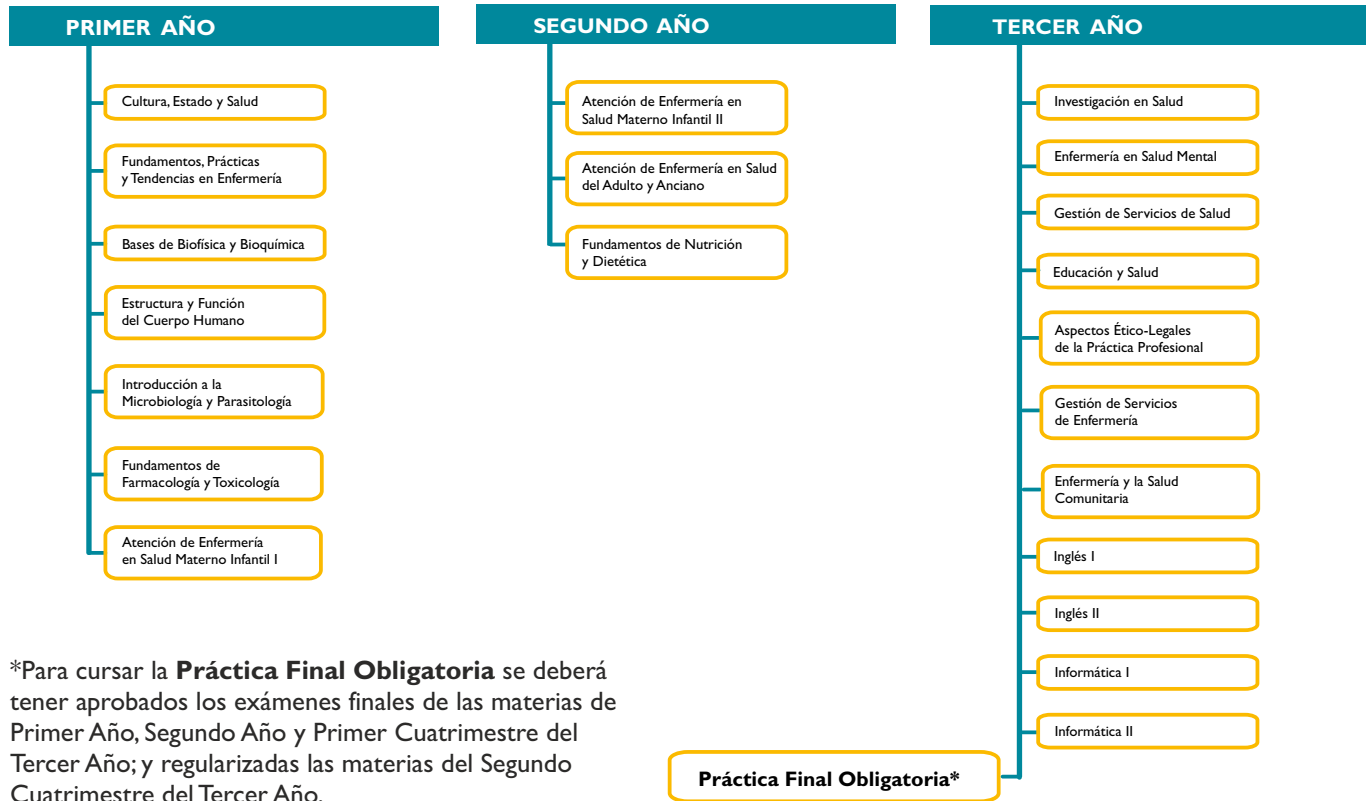 PRIMER AÑO
Cultura, Estado y Salud
Fundamentos, Prácticas
y Tendencias en Enfermería
Bases de Biofísica y Bioquímica
Estructura y Función
del Cuerpo Humano
Introducción a la
Microbiología y Parasitología
Fundamentos de
Farmacología y Toxicología
Atención de Enfermería
en Salud Materno Infantil I
SEGUNDO AÑO
Atención de Enfermería en
Salud Materno Infantil II
Atención de Enfermería en Salud
del Adulto y Anciano
Fundamentos de Nutrición
y Dietética
TERCER AÑO
Investigación en Salud
Enfermería en Salud Mental
Gestión de Servicios de Salud
Educación y Salud
Aspectos Ético-Legales
de la Práctica Profesional
Gestión de Servicios
de Enfermería
Enfermería y la Salud
Comunitaria
Inglés I
Inglés II
Informática I
Informática II
Práctica Final Obligatoria*
*Para cursar la Práctica Final Obligatoria se deberá
tener aprobados los exámenes finales de las materias de
Primer Año, Segundo Año y Primer Cuatrimestre del
Tercer Año; y regularizadas las materias del Segundo
Cuatrimestre del Tercer Año.